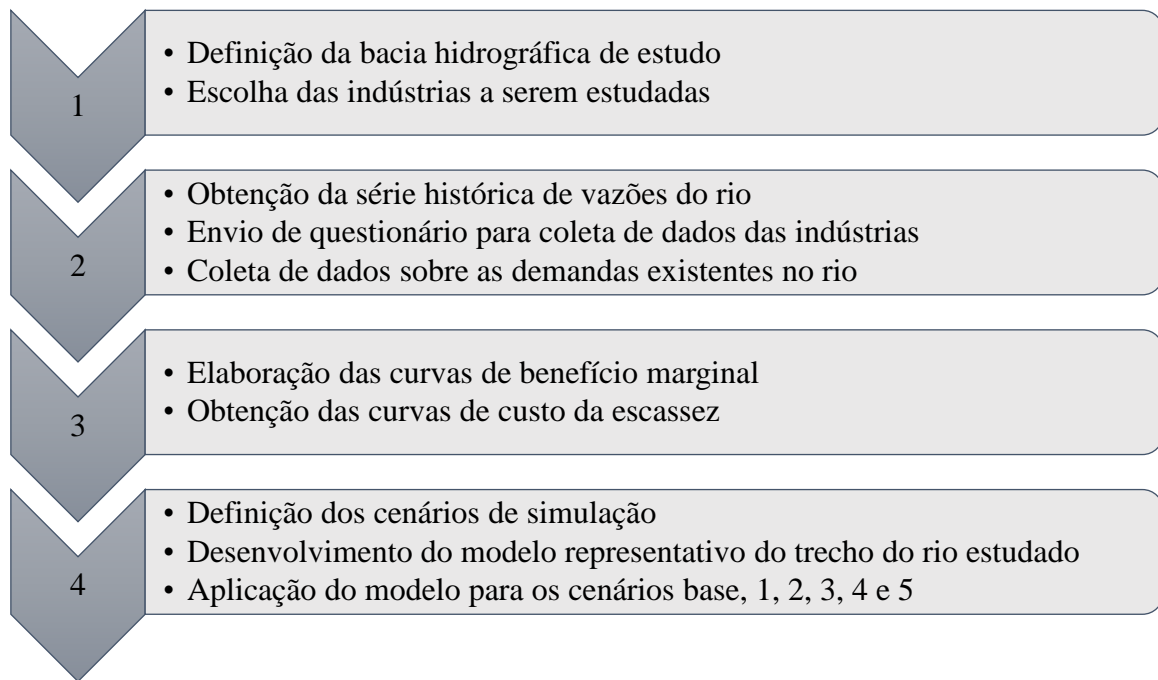 1
• Definição da bacia hidrográfica de estudo
• Escolha das indústrias a serem estudadas
2
• Obtenção da série histórica de vazões do rio
• Envio de questionário para coleta de dados das indústrias
• Coleta de dados sobre as demandas existentes no rio
3
• Elaboração das curvas de benefício marginal
• Obtenção das curvas de custo da escassez
4
• Definição dos cenários de simulação
• Desenvolvimento do modelo representativo do trecho do rio estudado
• Aplicação do modelo para os cenários base, 1, 2, 3, 4 e 5